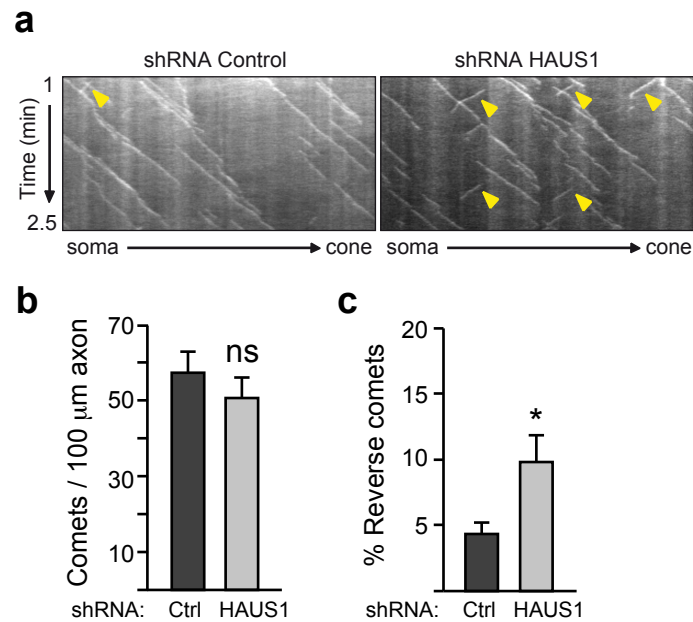 a
shRNA Control
shRNA HAUS1
Time (min)
1
2.5
soma
cone
soma
cone
b
Comets / 100 μm axon
70
50
30
10
ns
shRNA:
Ctrl
HAUS1
c
% Reverse comets
20
15
10
5
*
shRNA:
Ctrl
HAUS1